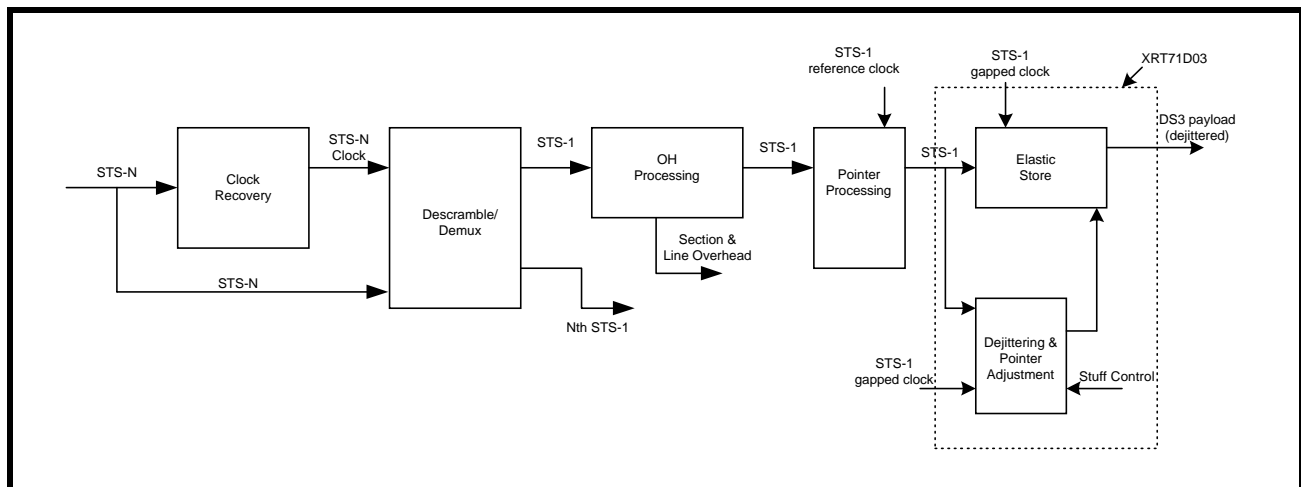 STS-1
reference clock
STS-1
gapped clock
XRT71D03
DS3 payload
(dejittered)
STS-N
Clock
Recovery
STS-N
Clock
STS-N
Descramble/
Demux
STS-1
Nth STS-1
OH
Processing
Section &
Line Overhead
STS-1
Pointer
Processing
STS-1
Elastic
Store
Dejittering &
Pointer
Adjustment
STS-1
gapped clock
Stuff Control